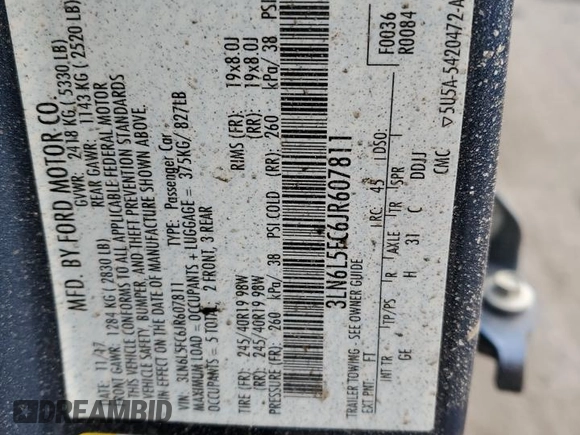 MFD. BY FORD MOTOR CO.
DATE: 11/17 GVWR: 2418 KG ( 5330 LB)
FRONT GAWR: 1284 KG ( 2830 LB) REAR GAWR: 1143 KG ( 2520 LB)
THIS VEHICLE CONFORMS TO ALL APPLICABLE FEDERAL MOTOR
VEHICLE SAFETY, BUMPER, AND THEFT PREVENTION STANDARDS
IN EFFECT ON THE DATE OF MANUFACTURE SHOWN ABOVE.
VIN: 3LN6L5FC6JR607811 TYPE: Passenger Car
MAXIMUM LOAD = OCCUPANTS + LUGGAGE = 375KG/ 827LB
OCCUPANTS = 5 TOTAL: 2 FRONT, 3 REAR
TIRE (FR): 245/40R19 98W RIMS (FR): 19x8.0J
(RR): 245/40R19 98W (RR): 19x8.0J
PRESSURE (FR): 260 kPa/ 38 PSI COLD (RR) 260 kPa/ 38 PSI
3LN6L5FC6JR607811
TRAILER TOWING - SEE OWNER GUIDE
F0036
R0084
EXT PNT: FT RC: 45 DSO:
TP/PS R AXLE TR SPR
GE H 31 C DDJJ
CMC ▽5U5A-5420472-A
DREAMBID